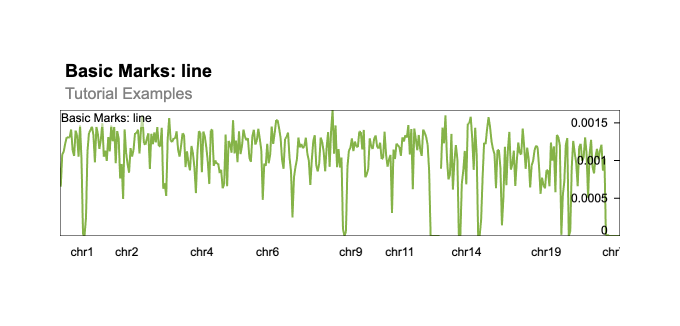 Basic Marks: line
Tutorial Examples
Basic Marks: line
0.0015
0.001
0.0005
0
chr1 chr2 chr4 chr6 chr9 chr11 chr14 chr19